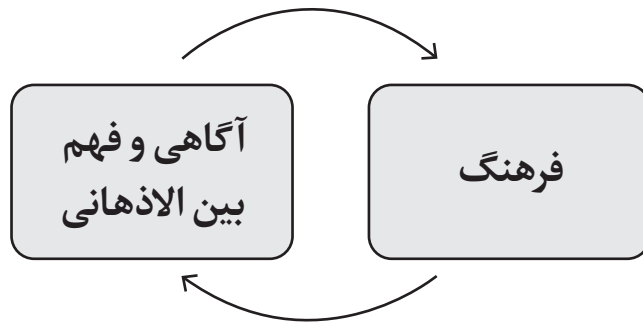 فرهنگ
آگاهی و فهم
بین الاذهانی